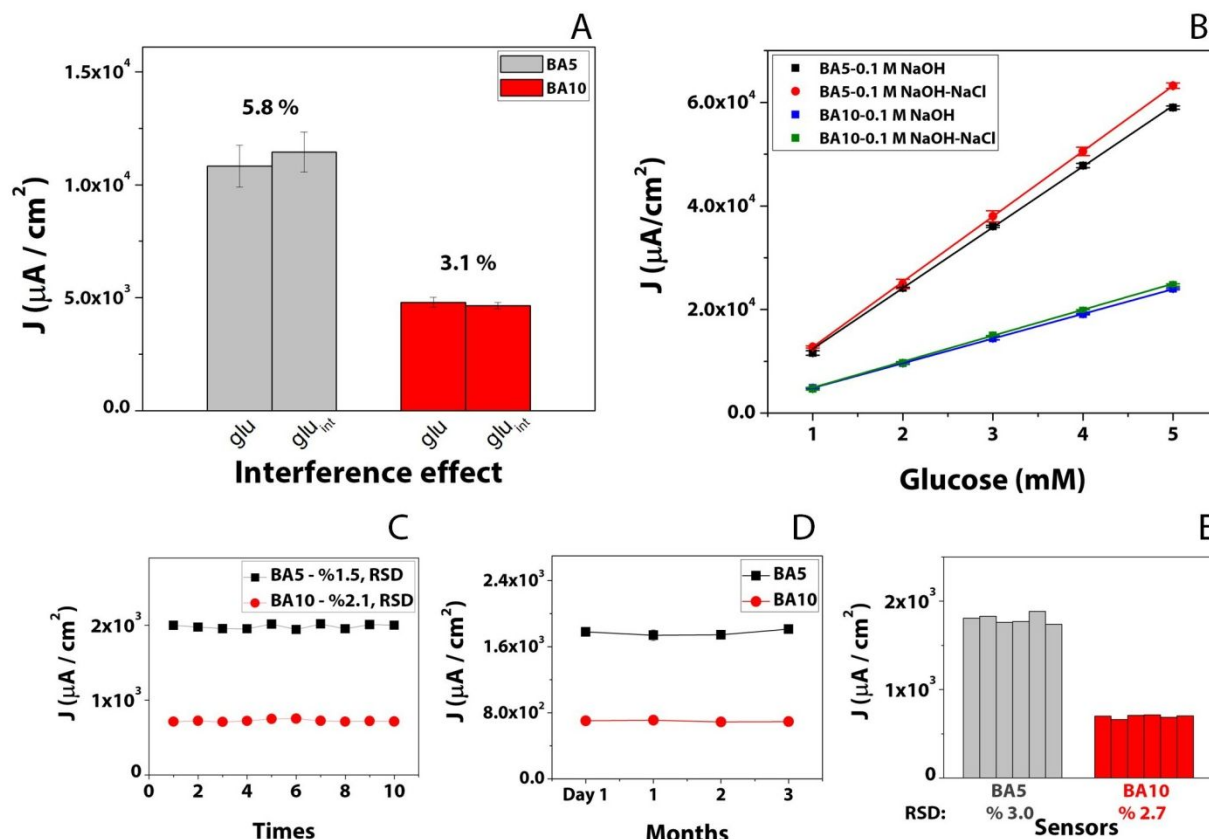 A
BA5
BA10
1.5x10⁴
1.0x10⁴
5.0x10³
0.0
J (μA / cm²)
5.8 %
3.1 %
glu
glu_int
glu
glu_int
Interference effect
B
BA5-0.1 M NaOH
BA5-0.1 M NaOH-NaCl
BA10-0.1 M NaOH
BA10-0.1 M NaOH-NaCl
6.0x10⁴
4.0x10⁴
2.0x10⁴
0.0
J (μA/cm²)
1 2 3 4 5
Glucose (mM)
C
BA5 - %1.5, RSD
BA10 - %2.1, RSD
2x10³
1x10³
0
J (μA / cm²)
0 2 4 6 8 10
Times
D
BA5
BA10
2.4x10³
1.6x10³
8.0x10²
0.0
J (μA / cm²)
Day 1 1 2 3
Months
E
2x10³
1x10³
0
J (μA / cm²)
BA5 BA10
RSD: % 3.0 % 2.7
Sensors